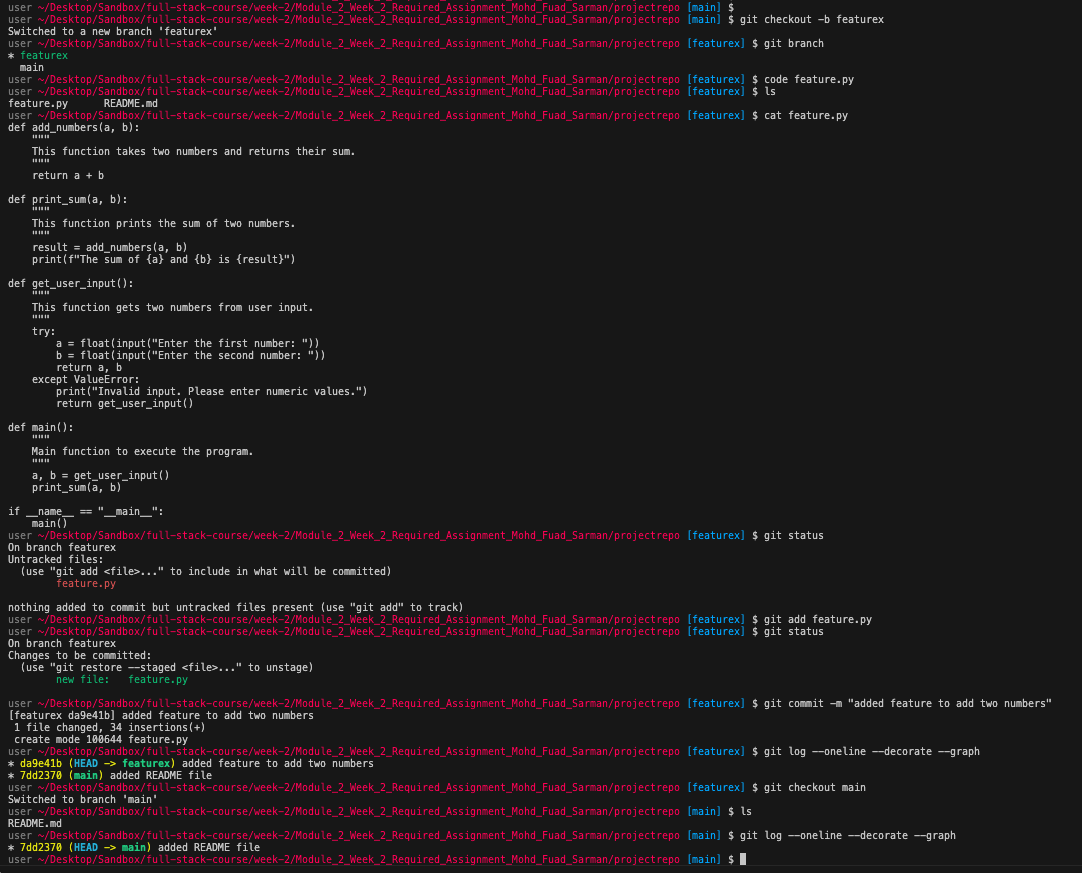 user ~/Desktop/Sandbox/full-stack-course/week-2/Module_2_Week_2_Required_Assignment_Mohd_Fuad_Sarman/projectrepo [main] $
user ~/Desktop/Sandbox/full-stack-course/week-2/Module_2_Week_2_Required_Assignment_Mohd_Fuad_Sarman/projectrepo [main] $ git checkout -b featurex
Switched to a new branch 'featurex'
user ~/Desktop/Sandbox/full-stack-course/week-2/Module_2_Week_2_Required_Assignment_Mohd_Fuad_Sarman/projectrepo [featurex] $ git branch
* featurex
  main
user ~/Desktop/Sandbox/full-stack-course/week-2/Module_2_Week_2_Required_Assignment_Mohd_Fuad_Sarman/projectrepo [featurex] $ code feature.py
user ~/Desktop/Sandbox/full-stack-course/week-2/Module_2_Week_2_Required_Assignment_Mohd_Fuad_Sarman/projectrepo [featurex] $ ls
feature.py      README.md
user ~/Desktop/Sandbox/full-stack-course/week-2/Module_2_Week_2_Required_Assignment_Mohd_Fuad_Sarman/projectrepo [featurex] $ cat feature.py
def add_numbers(a, b):
    """
    This function takes two numbers and returns their sum.
    """
    return a + b

def print_sum(a, b):
    """
    This function prints the sum of two numbers.
    """
    result = add_numbers(a, b)
    print(f"The sum of {a} and {b} is {result}")

def get_user_input():
    """
    This function gets two numbers from user input.
    """
    try:
        a = float(input("Enter the first number: "))
        b = float(input("Enter the second number: "))
        return a, b
    except ValueError:
        print("Invalid input. Please enter numeric values.")
        return get_user_input()

def main():
    """
    Main function to execute the program.
    """
    a, b = get_user_input()
    print_sum(a, b)

if __name__ == "__main__":
    main()
user ~/Desktop/Sandbox/full-stack-course/week-2/Module_2_Week_2_Required_Assignment_Mohd_Fuad_Sarman/projectrepo [featurex] $ git status
On branch featurex
Untracked files:
  (use "git add <file>..." to include in what will be committed)
        feature.py

nothing added to commit but untracked files present (use "git add" to track)
user ~/Desktop/Sandbox/full-stack-course/week-2/Module_2_Week_2_Required_Assignment_Mohd_Fuad_Sarman/projectrepo [featurex] $ git add feature.py
user ~/Desktop/Sandbox/full-stack-course/week-2/Module_2_Week_2_Required_Assignment_Mohd_Fuad_Sarman/projectrepo [featurex] $ git status
On branch featurex
Changes to be committed:
  (use "git restore --staged <file>..." to unstage)
        new file:   feature.py

user ~/Desktop/Sandbox/full-stack-course/week-2/Module_2_Week_2_Required_Assignment_Mohd_Fuad_Sarman/projectrepo [featurex] $ git commit -m "added feature to add two numbers"
[featurex da9e41b] added feature to add two numbers
 1 file changed, 34 insertions(+)
 create mode 100644 feature.py
user ~/Desktop/Sandbox/full-stack-course/week-2/Module_2_Week_2_Required_Assignment_Mohd_Fuad_Sarman/projectrepo [featurex] $ git log --oneline --decorate --graph
* da9e41b (HEAD -> featurex) added feature to add two numbers
* 7dd2370 (main) added README file
user ~/Desktop/Sandbox/full-stack-course/week-2/Module_2_Week_2_Required_Assignment_Mohd_Fuad_Sarman/projectrepo [featurex] $ git checkout main
Switched to branch 'main'
user ~/Desktop/Sandbox/full-stack-course/week-2/Module_2_Week_2_Required_Assignment_Mohd_Fuad_Sarman/projectrepo [main] $ ls
README.md
user ~/Desktop/Sandbox/full-stack-course/week-2/Module_2_Week_2_Required_Assignment_Mohd_Fuad_Sarman/projectrepo [main] $ git log --oneline --decorate --graph
* 7dd2370 (HEAD -> main) added README file
user ~/Desktop/Sandbox/full-stack-course/week-2/Module_2_Week_2_Required_Assignment_Mohd_Fuad_Sarman/projectrepo [main] $